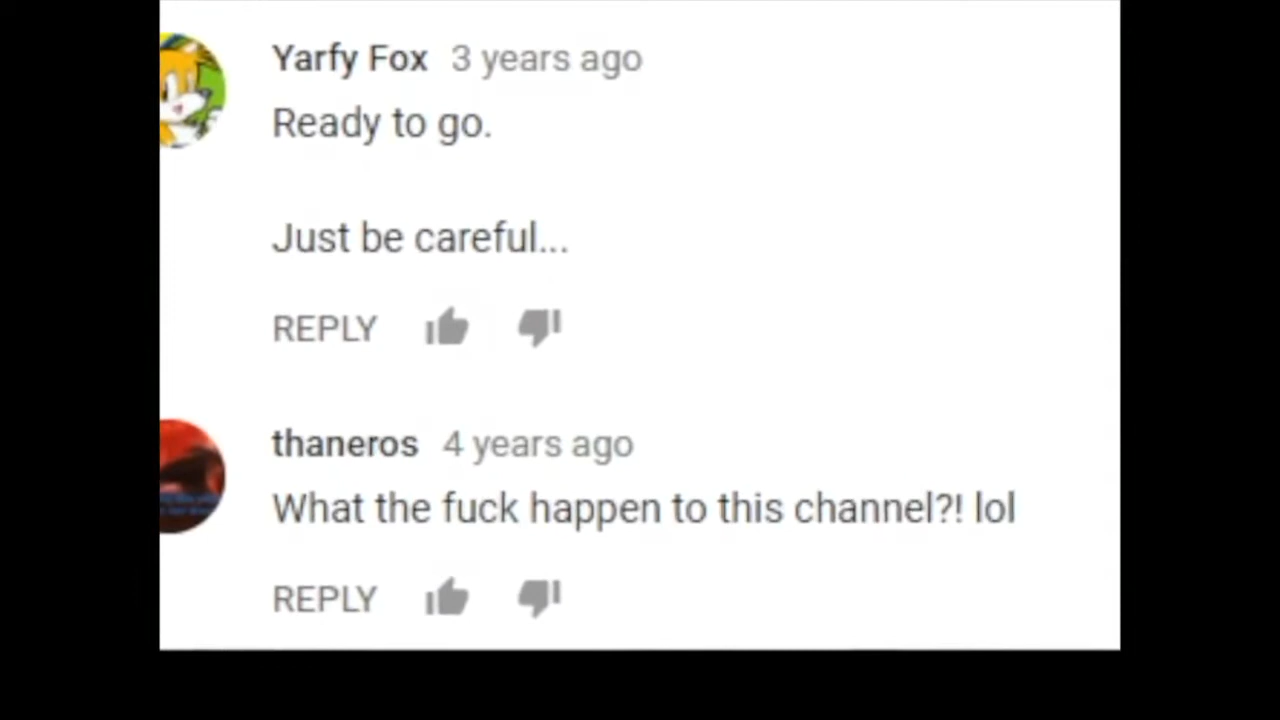 Yarfy Fox 3 years ago
Ready to go.
Just be careful...
REPLY
thaneros 4 years ago
What the fuck happen to this channel?! lol
REPLY